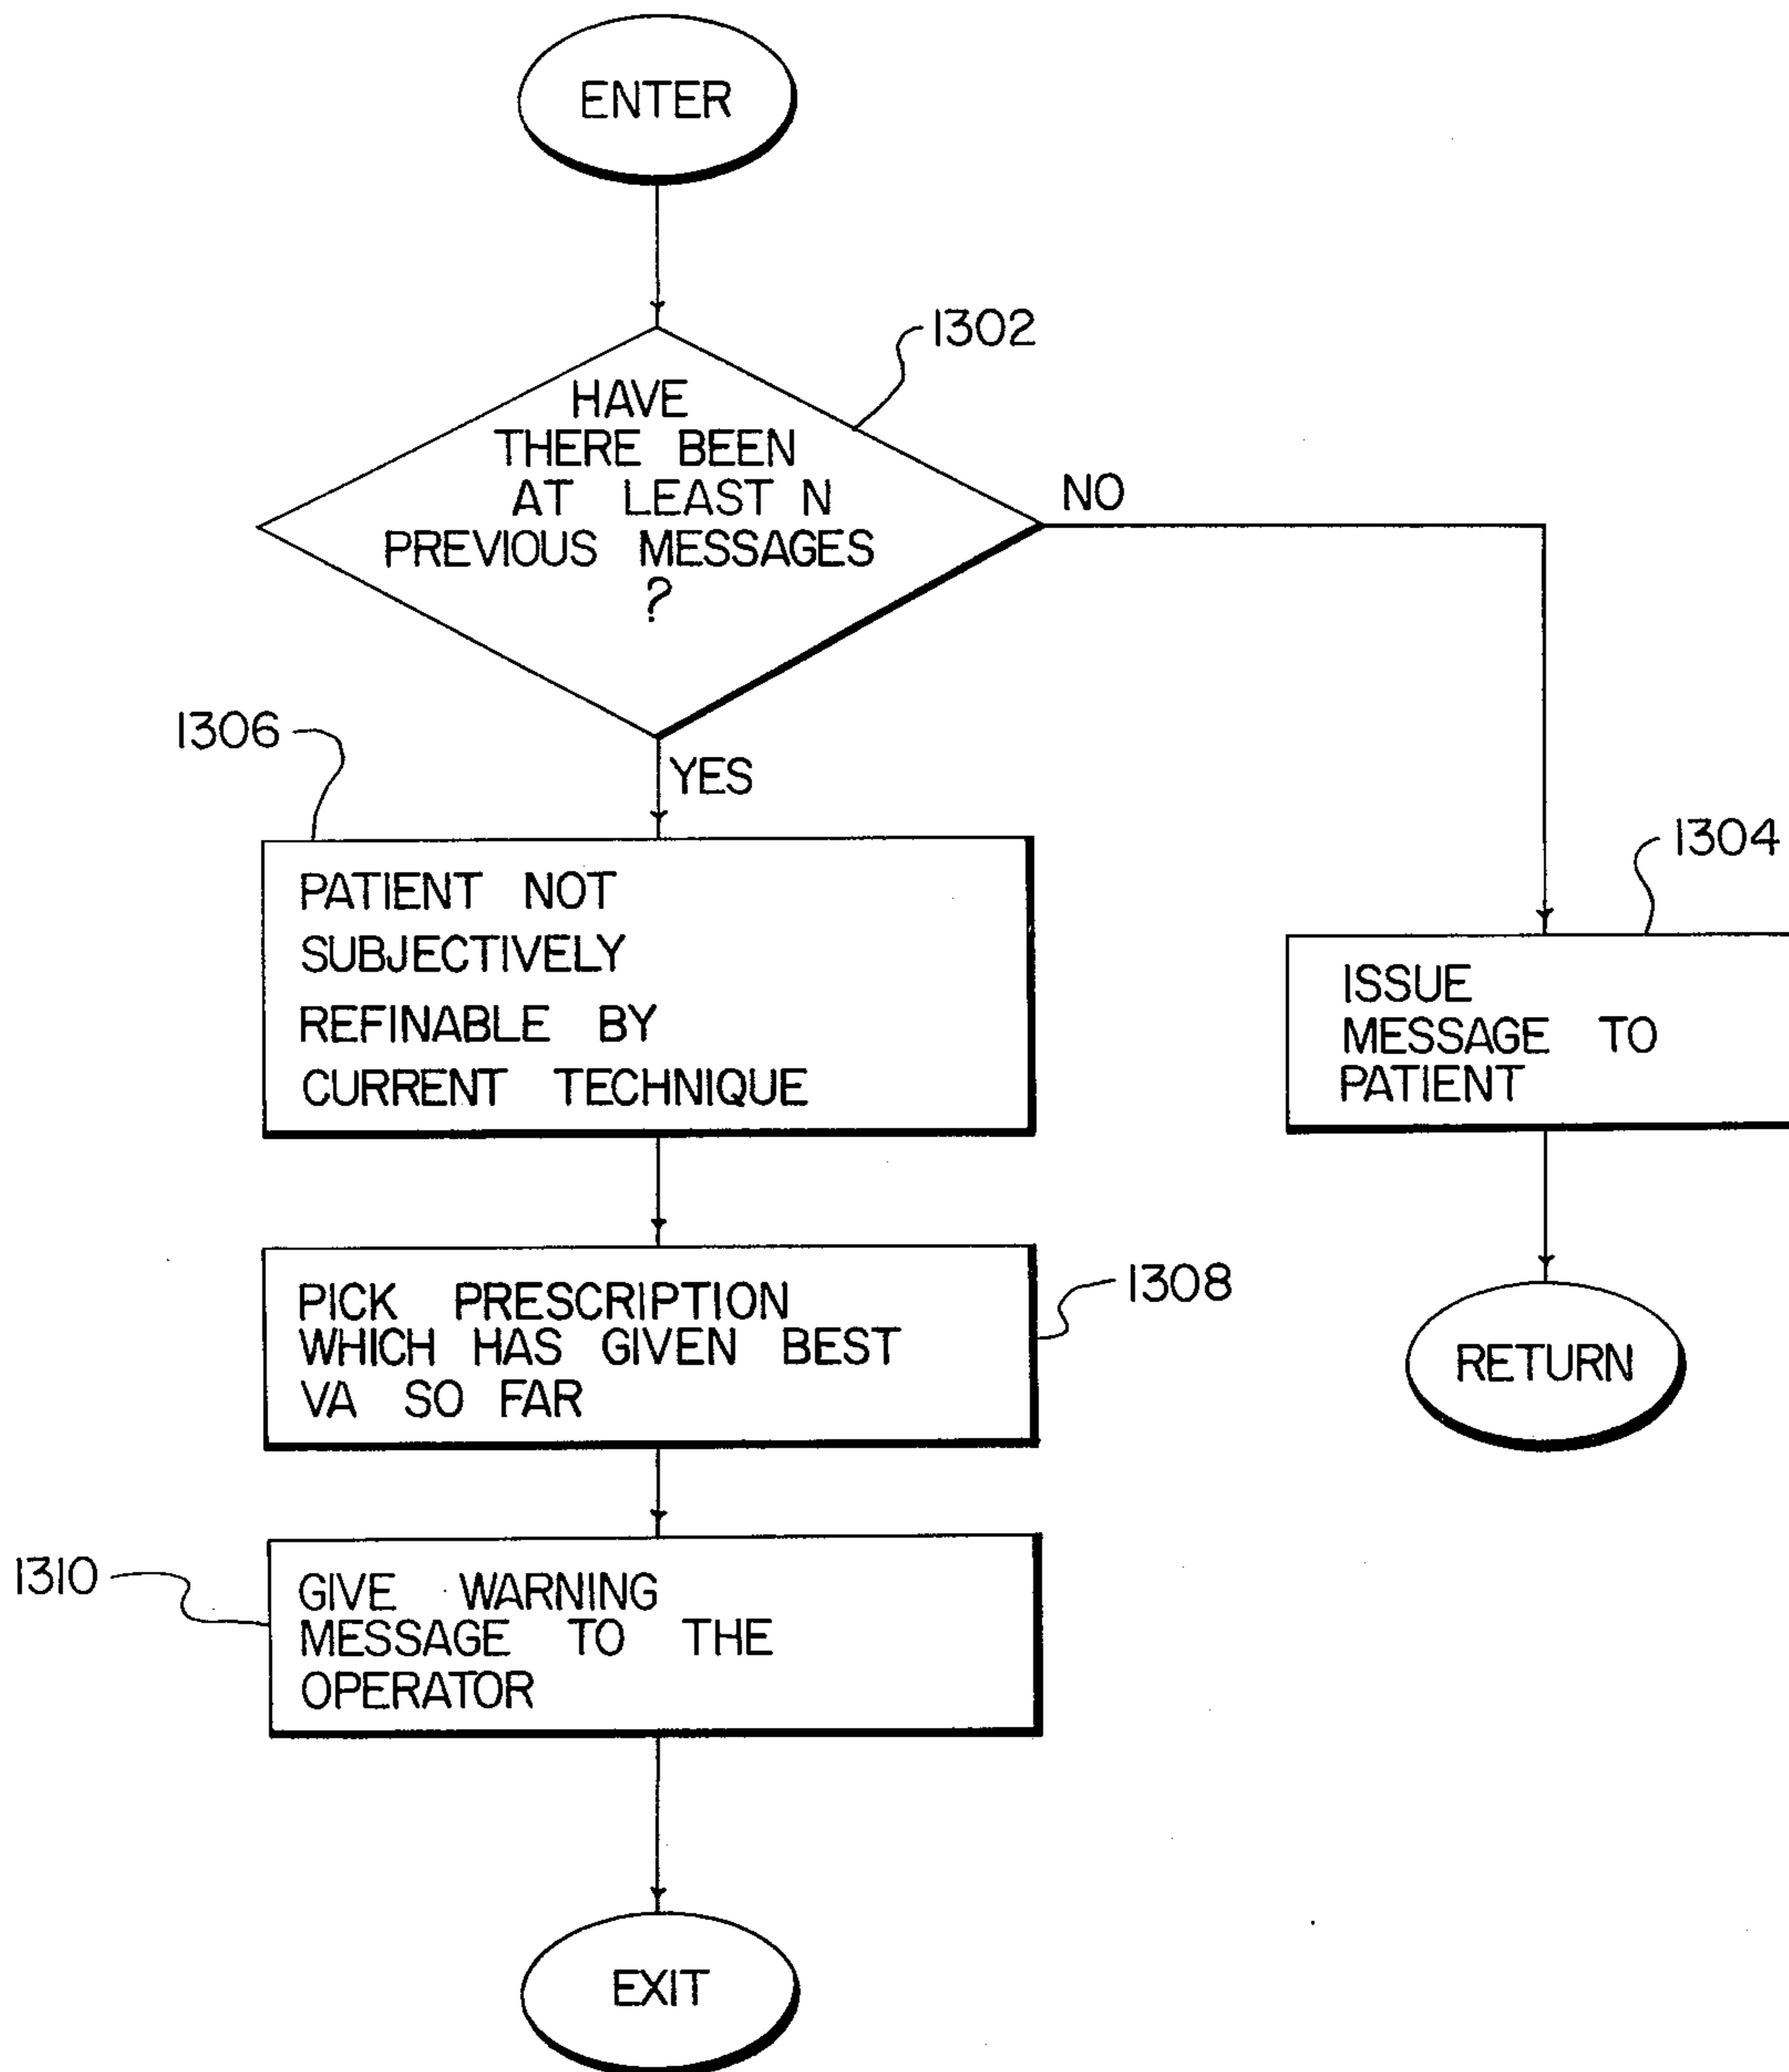 ENTER
1302
HAVE
THERE BEEN
AT LEAST N
PREVIOUS MESSAGES
?
NO
YES
1306
PATIENT NOT
SUBJECTIVELY
REFINABLE BY
CURRENT TECHNIQUE
1304
ISSUE
MESSAGE TO
PATIENT
1308
PICK PRESCRIPTION
WHICH HAS GIVEN BEST
VA SO FAR
RETURN
1310
GIVE WARNING
MESSAGE TO THE
OPERATOR
EXIT